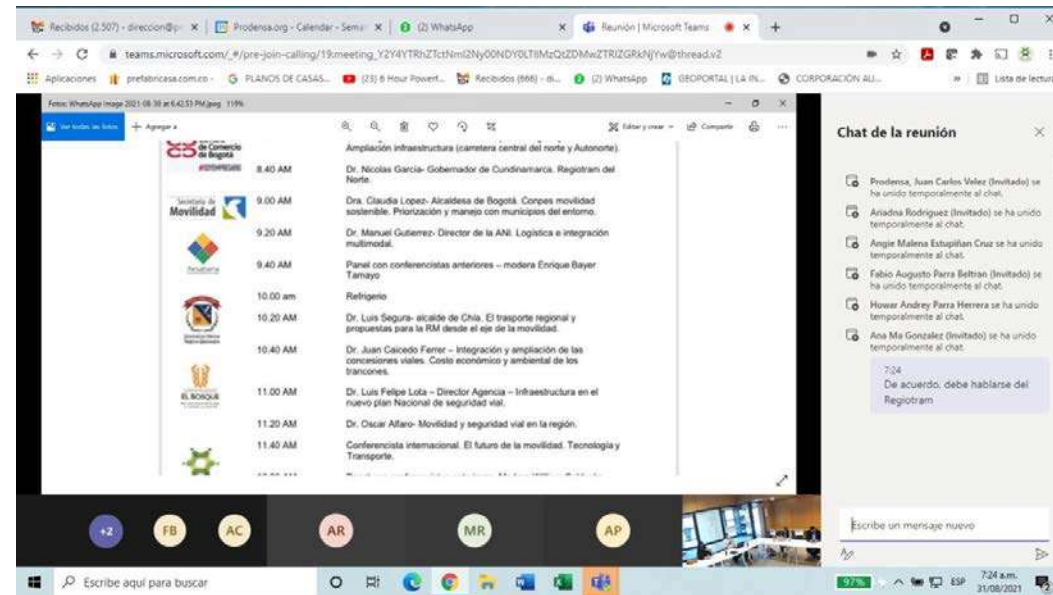 Recibidos (2.507) - direccion@p
Prodensa.org - Calendar - Sema
(2) WhatsApp
Reunión | Microsoft Teams
teams.microsoft.com/_#/pre-join-calling/19:meeting_Y2Y4YTRhZTctNmI2Ny00NDY0LTllMzQtZDMwZTRlZGRkNjYw@thread.v2
Aplicaciones
prefabricasa.com.co -
PLANOS DE CASAS...
(23) 6 Hour Powerf...
Recibidos (666) - di...
(2) WhatsApp
GEOPORTAL | LA IN...
CORPORACIÓN AU...
Lista de lectura
Fotos: WhatsApp Image 2021-08-30 at 6.42.53 PM.jpeg 119%
Ver todas las fotos
Agregar a
Editar y crear
Compartir
de Comercio
de Bogotá
Ampliación infraestructura (carretera central del norte y Autonorte).
8.40 AM
Dr. Nicolas Garcia- Gobernador de Cundinamarca. Registram del
Norte.
Secretaría de
Movilidad
9.00 AM
Dra. Claudia Lopez- Alcaldesa de Bogotá. Conpes movilidad
sostenible. Priorización y manejo con municipios del entorno.
9.20 AM
Dr. Manuel Gutierrez- Director de la ANI. Logística e integración
multimodal.
9.40 AM
Panel con conferencistas anteriores – modera Enrique Bayer
Tamayo
10.00 am
Refrigerio
10.20 AM
Dr. Luis Segura- alcalde de Chía. El trasporte regional y
propuestas para la RM desde el eje de la movilidad.
10.40 AM
Dr. Juan Caicedo Ferrer – Integración y ampliación de las
concesiones viales. Costo económico y ambiental de los
trancones.
EL BOSQUE
11.00 AM
Dr. Luis Felipe Lota – Director Agencia – Infraestructura en el
nuevo plan Nacional de seguridad vial.
11.20 AM
Dr. Oscar Alfaro- Movilidad y seguridad vial en la región.
11.40 AM
Conferencista internacional. El futuro de la movilidad. Tecnología y
Transporte.
Chat de la reunión
Prodensa, Juan Carlos Velez (Invitado) se
ha unido temporalmente al chat.
Ariadna Rodriguez (Invitado) se ha unido
temporalmente al chat.
Angie Malena Estupiñan Cruz se ha unido
temporalmente al chat.
Fabio Augusto Parra Beltran (Invitado) se
ha unido temporalmente al chat.
Howar Andrey Parra Herrera se ha unido
temporalmente al chat.
Ana Ma Gonzalez (Invitado) se ha unido
temporalmente al chat.
7:24
De acuerdo, debe hablarse del
Regiotram
Escribe un mensaje nuevo
+2
FB
AC
AR
MR
AP
Escribe aquí para buscar
97%
ESP
7:24 a.m.
31/08/2021